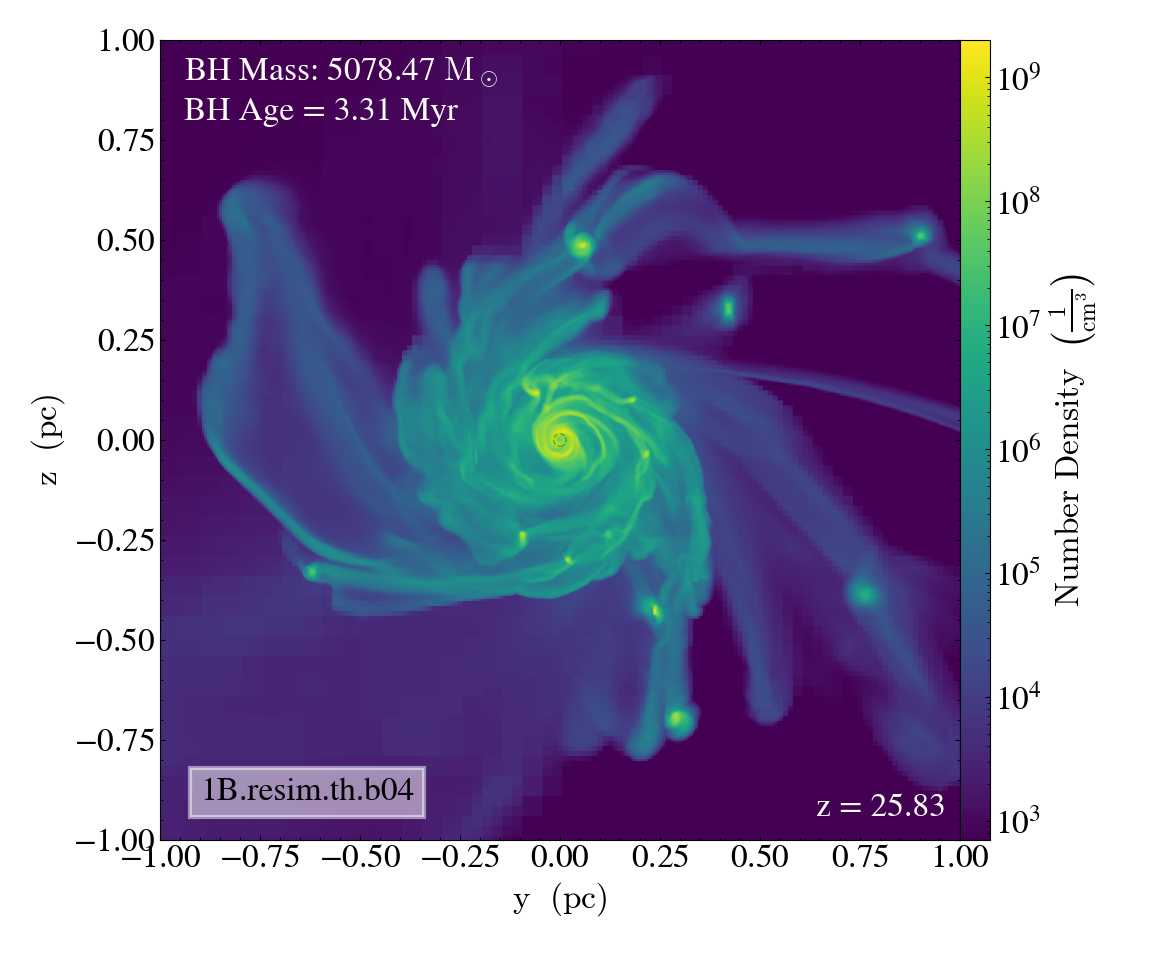 BH Mass: 5078.47 M⊙
BH Age = 3.31 Myr
1B.resim.th.b04
z = 25.83
1.00
0.75
0.50
0.25
0.00
−0.25
−0.50
−0.75
−1.00
z (pc)
−1.00 −0.75 −0.50 −0.25 0.00 0.25 0.50 0.75 1.00
y (pc)
10⁹
10⁸
10⁷
10⁶
10⁵
10⁴
10³
Number Density (1/cm³)